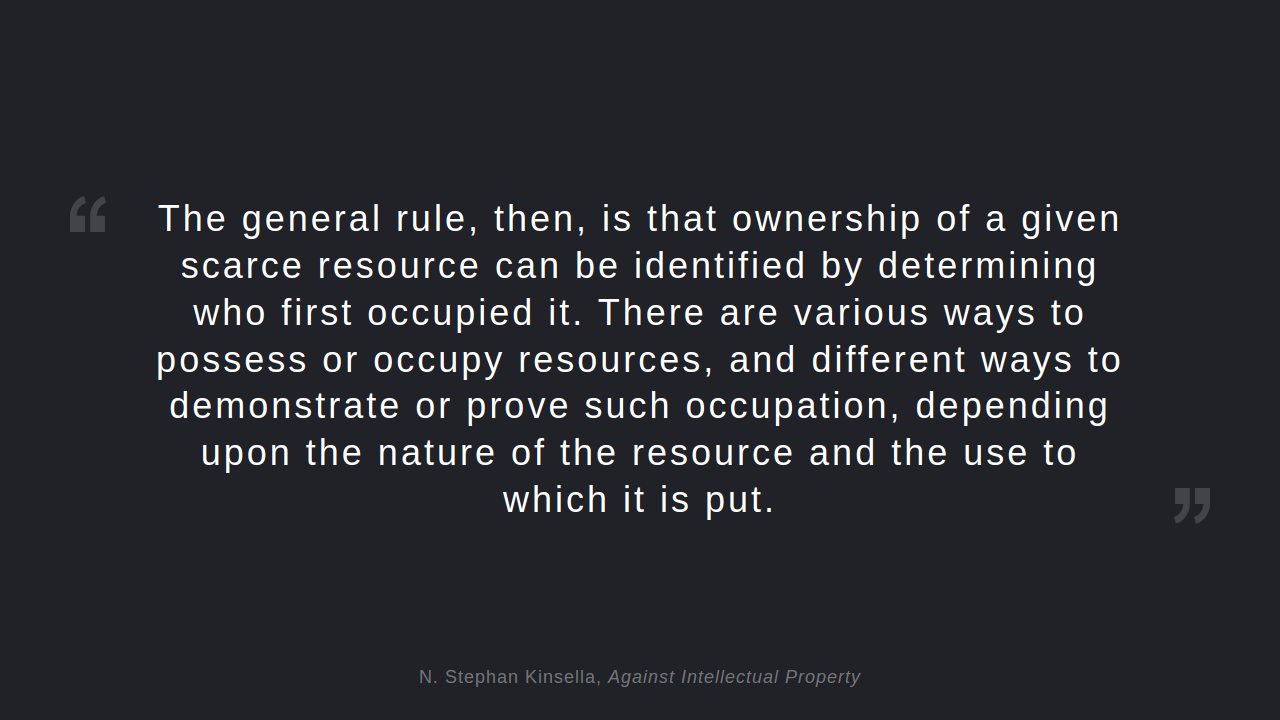 “
The general rule, then, is that ownership of a given
scarce resource can be identified by determining
who first occupied it. There are various ways to
possess or occupy resources, and different ways to
demonstrate or prove such occupation, depending
upon the nature of the resource and the use to
which it is put.
”
N. Stephan Kinsella, Against Intellectual Property